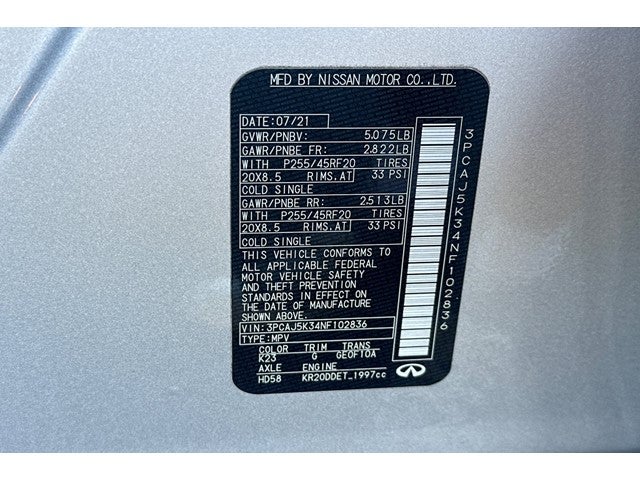 MFD BY NISSAN MOTOR CO.,LTD.
DATE:07/21
GVWR/PNBV: 5.075LB
GAWR/PNBE FR: 2.822LB
WITH P255/45RF20 TIRES
20X8.5 RIMS.AT 33 PSI
COLD SINGLE
GAWR/PNBE RR: 2.513LB
WITH P255/45RF20 TIRES
20X8.5 RIMS.AT 33 PSI
COLD SINGLE
THIS VEHICLE CONFORMS TO
ALL APPLICABLE FEDERAL
MOTOR VEHICLE SAFETY
AND THEFT PREVENTION
STANDARDS IN EFFECT ON
THE DATE OF MANUFACTURE
SHOWN ABOVE.
VIN:3PCAJ5K34NF102836
TYPE:MPV
COLOR TRIM TRANS
K23 G GE0F10A
AXLE ENGINE
HD58 KR20DDET_1997cc
3PCAJ5K34NF102836